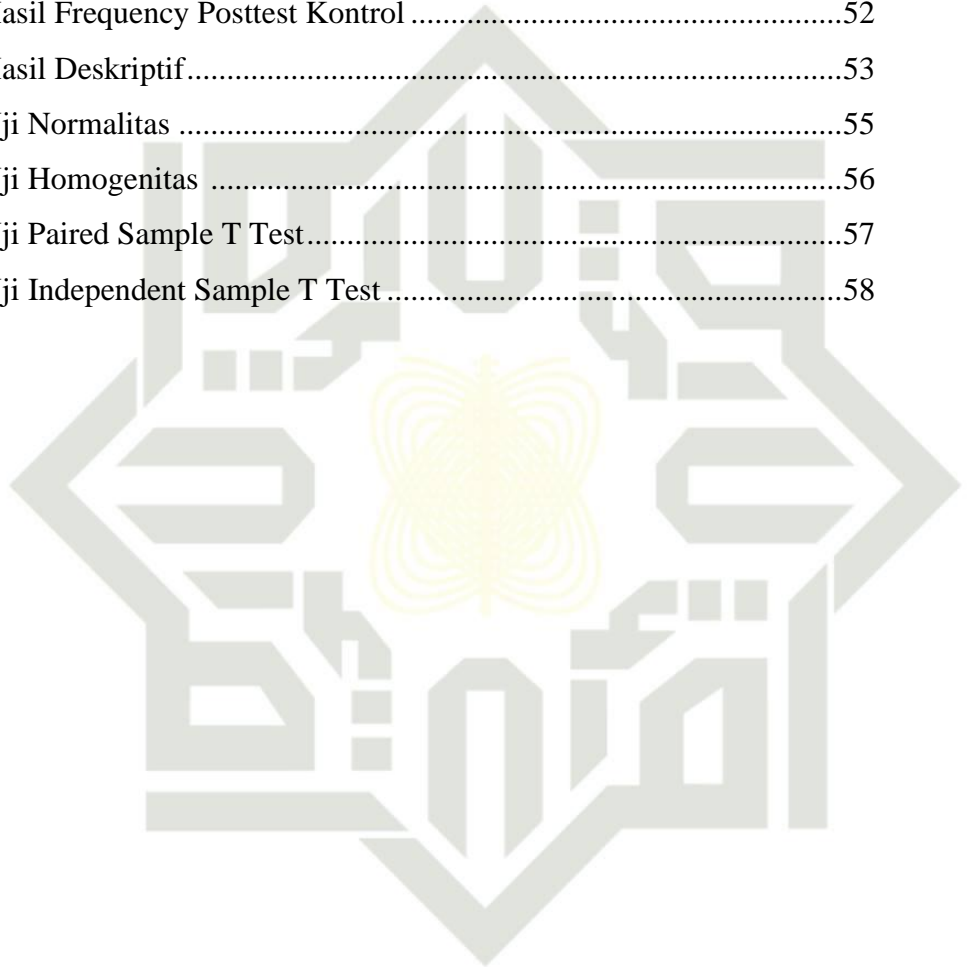 asil Frequency Posttest Kontrol ................................................52
asil Deskriptif....................................................................53
ji Normalitas .....................................................................55
ji Homogenitas ..................................................................56
ji Paired Sample T Test........................................................57
ji Independent Sample T Test ................................................58